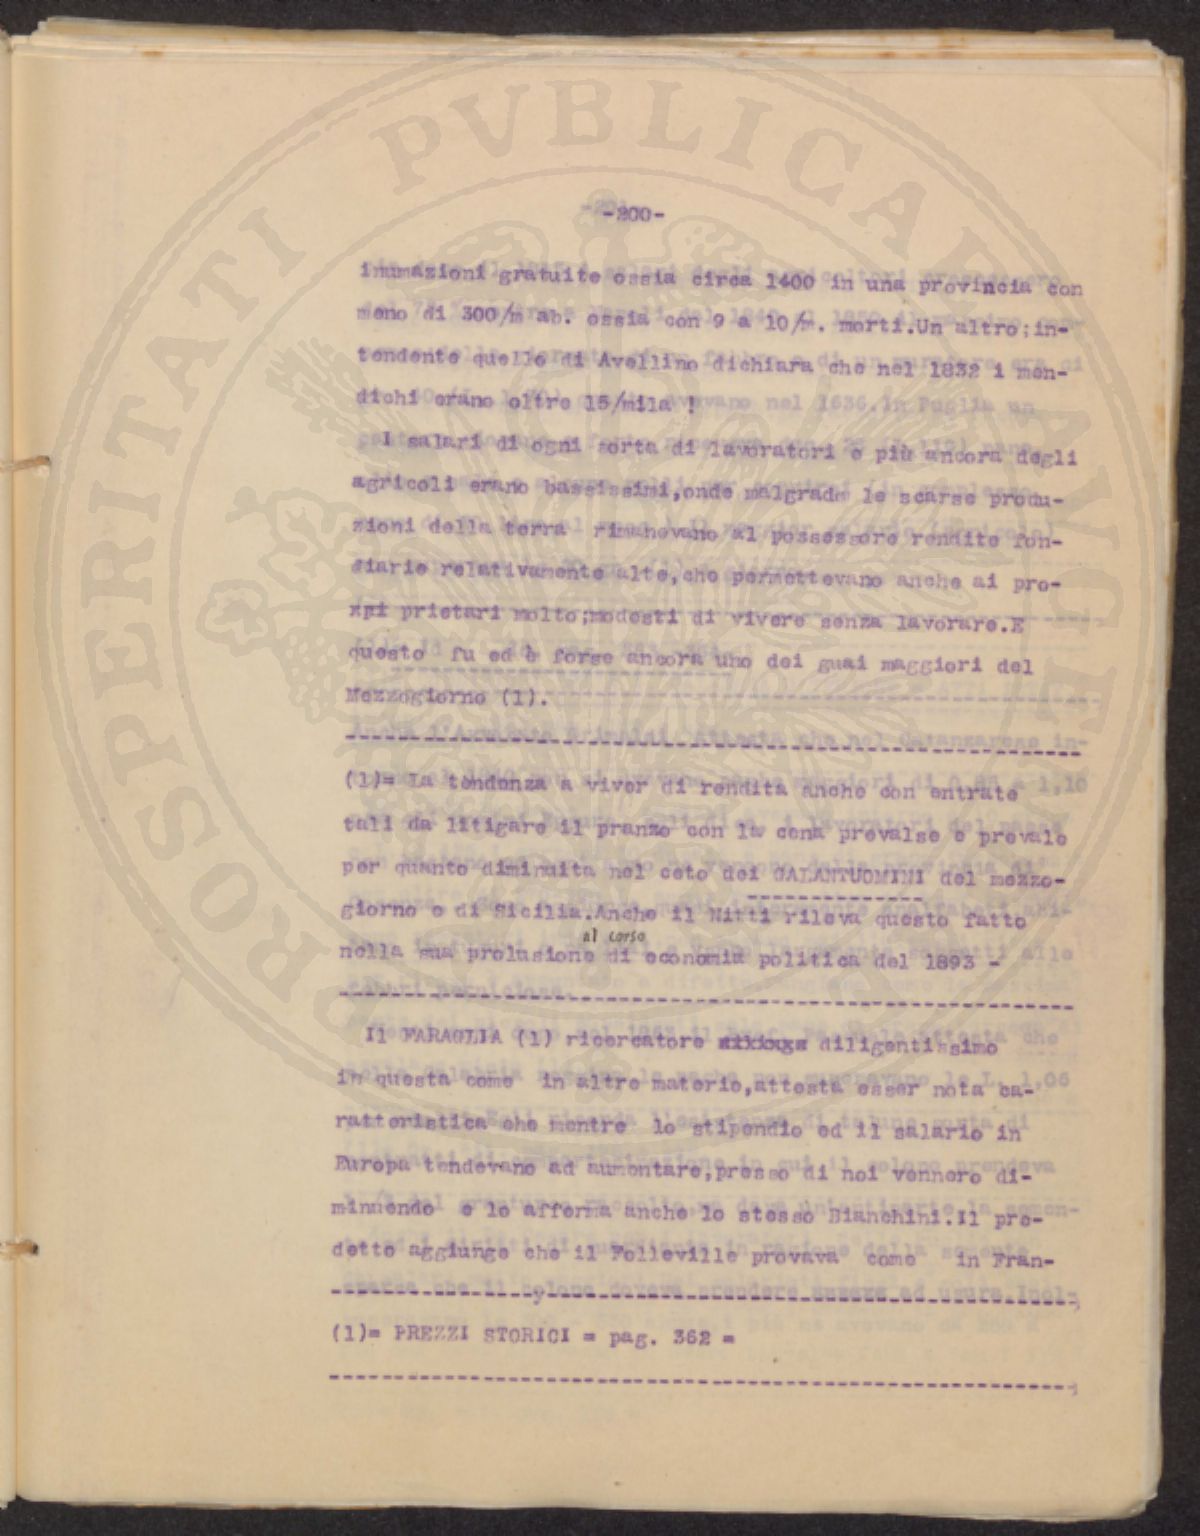 PROSPERITATI PVBLICAE AVGENDAE
-200-
inumazioni gratuite ossia circa 1400 in una provincia con
meno di 300/m ab. ossia con 9 a 10/m. morti.Un altro;in-
tendente quello di Avellino dichiara che nel 1832 i men-
dichi erano oltre 15/mila !
I salari di ogni sorta di lavoratori e più ancora degli
agricoli erano bassissimi,onde malgrado le scarse produ-
zioni della terra rimanevano al possessore rendite fon-
diarie relativamente alte,che permettevano anche ai pro-
xpi prietari molto;modesti di vivere senza lavorare.E
questo fu ed è forse ancora uno dei guai maggiori del
Mezzogiorno (1).
(1)= La tendenza a viver di rendita anche con entrate
tali da litigare il pranzo con la cena prevalse e prevale
per quanto diminuita nel ceto dei GALANTUOMINI del mezzo-
giorno e di Sicilia.Anche il Nitti rileva questo fatto
al corso
nella sua prolusione di economia politica del 1893 -
Il FARAGLIA (1) ricercatore diligentissimo
in questa come in altre materie,attesta esser nota ca-
ratteristica che mentre lo stipendio ed il salario in
Europa tendevano ad aumentare,presso di noi vennero di-
minuendo e lo afferma anche lo stesso Bianchini.Il pre-
detto aggiunge che il Folleville provava come in Fran-
(1)= PREZZI STORICI = pag. 362 =